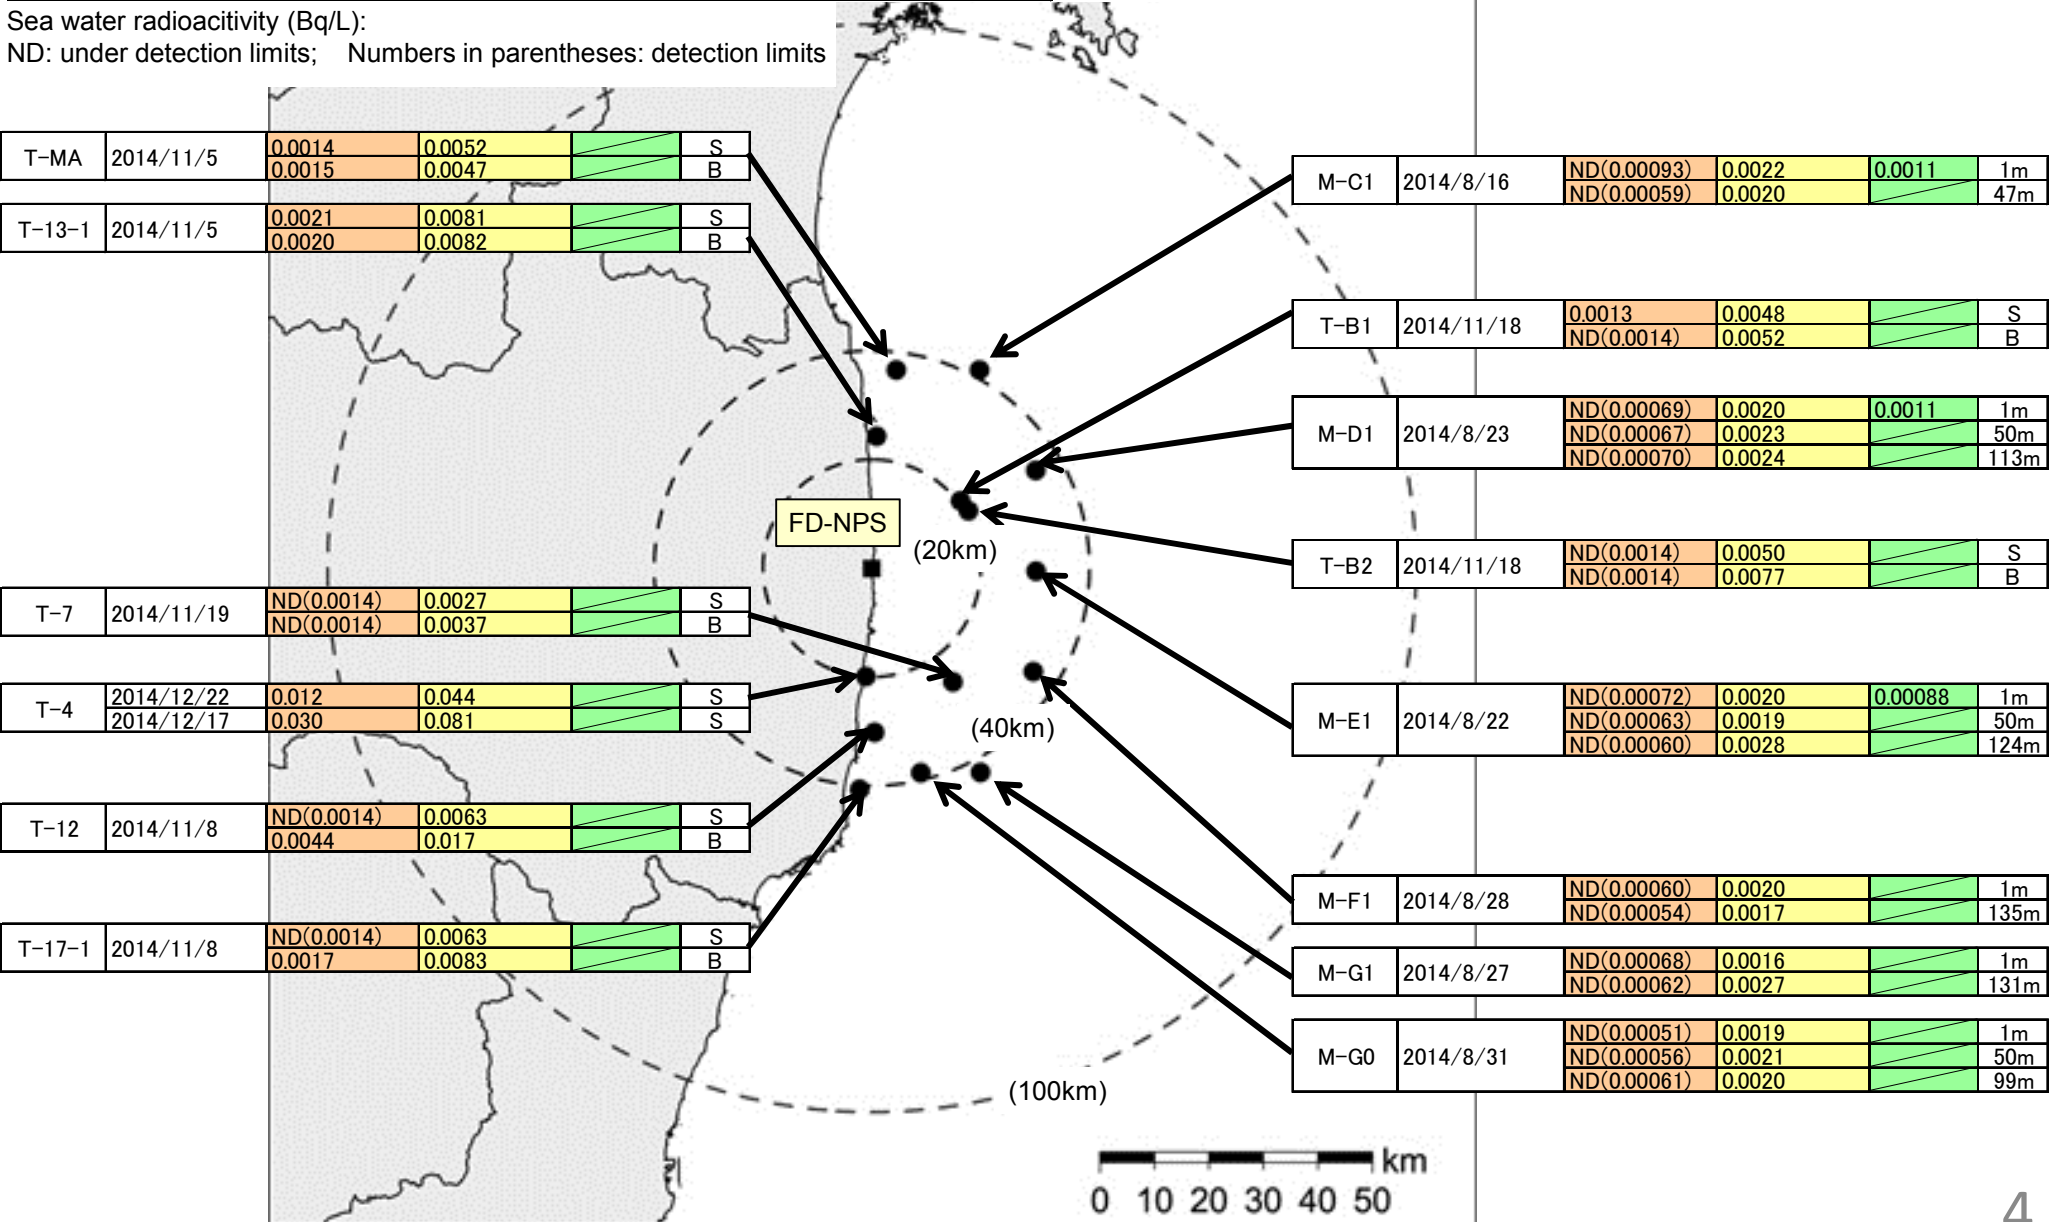 Sea water radioacitivity (Bq/L):
ND: under detection limits; Numbers in parentheses: detection limits
T-MA 2014/11/5 0.0014 0.0052 S
0.0015 0.0047 B
T-13-1 2014/11/5 0.0021 0.0081 S
0.0020 0.0082 B
T-7 2014/11/19 ND(0.0014) 0.0027 S
ND(0.0014) 0.0037 B
T-4 2014/12/22 0.012 0.044 S
2014/12/17 0.030 0.081 S
T-12 2014/11/8 ND(0.0014) 0.0063 S
0.0044 0.017 B
T-17-1 2014/11/8 ND(0.0014) 0.0063 S
0.0017 0.0083 B
FD-NPS
(20km)
(40km)
(100km)
M-C1 2014/8/16 ND(0.00093) 0.0022 0.0011 1m
ND(0.00059) 0.0020 47m
T-B1 2014/11/18 0.0013 0.0048 S
ND(0.0014) 0.0052 B
M-D1 2014/8/23 ND(0.00069) 0.0020 0.0011 1m
ND(0.00067) 0.0023 50m
ND(0.00070) 0.0024 113m
T-B2 2014/11/18 ND(0.0014) 0.0050 S
ND(0.0014) 0.0077 B
M-E1 2014/8/22 ND(0.00072) 0.0020 0.00088 1m
ND(0.00063) 0.0019 50m
ND(0.00060) 0.0028 124m
M-F1 2014/8/28 ND(0.00060) 0.0020 1m
ND(0.00054) 0.0017 135m
M-G1 2014/8/27 ND(0.00068) 0.0016 1m
ND(0.00062) 0.0027 131m
M-G0 2014/8/31 ND(0.00051) 0.0019 1m
ND(0.00056) 0.0021 50m
ND(0.00061) 0.0020 99m
km
0 10 20 30 40 50
4